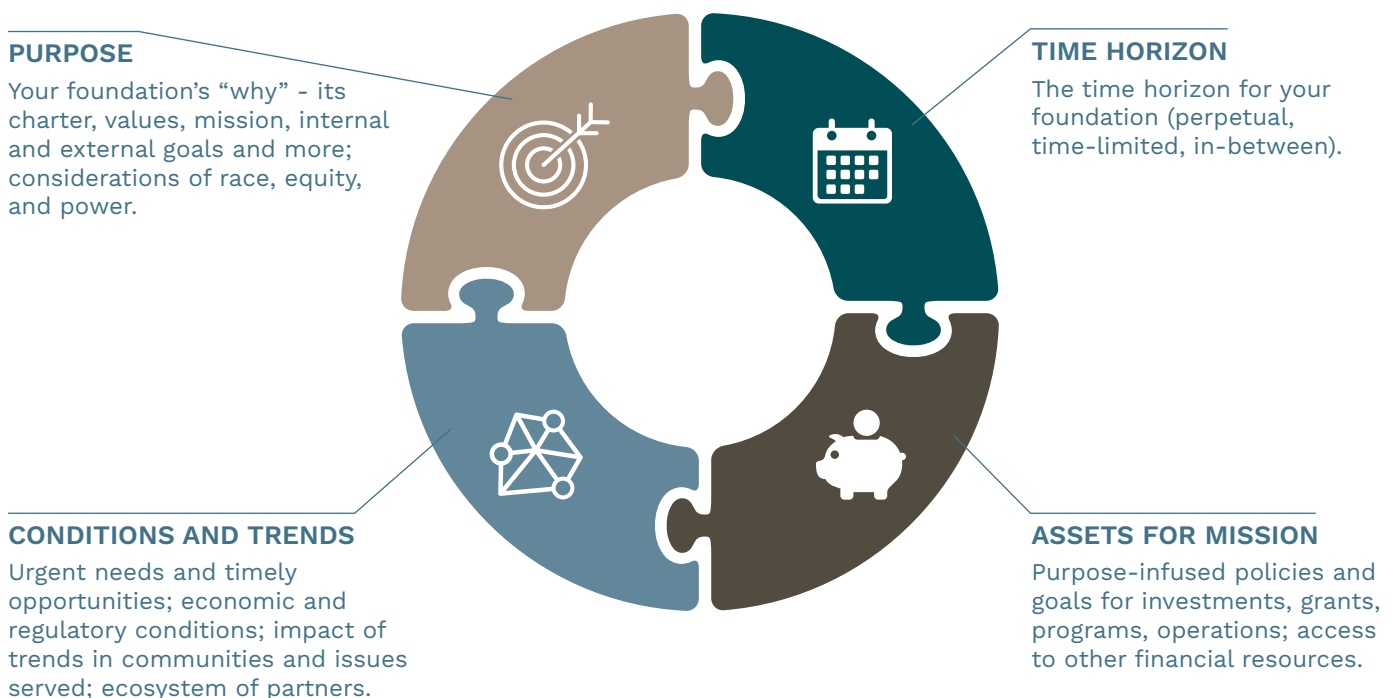 PURPOSE
Your foundation’s “why” - its
charter, values, mission, internal
and external goals and more;
considerations of race, equity,
and power.
TIME HORIZON
The time horizon for your
foundation (perpetual,
time-limited, in-between).
CONDITIONS AND TRENDS
Urgent needs and timely
opportunities; economic and
regulatory conditions; impact of
trends in communities and issues
served; ecosystem of partners.
ASSETS FOR MISSION
Purpose-infused policies and
goals for investments, grants,
programs, operations; access
to other financial resources.